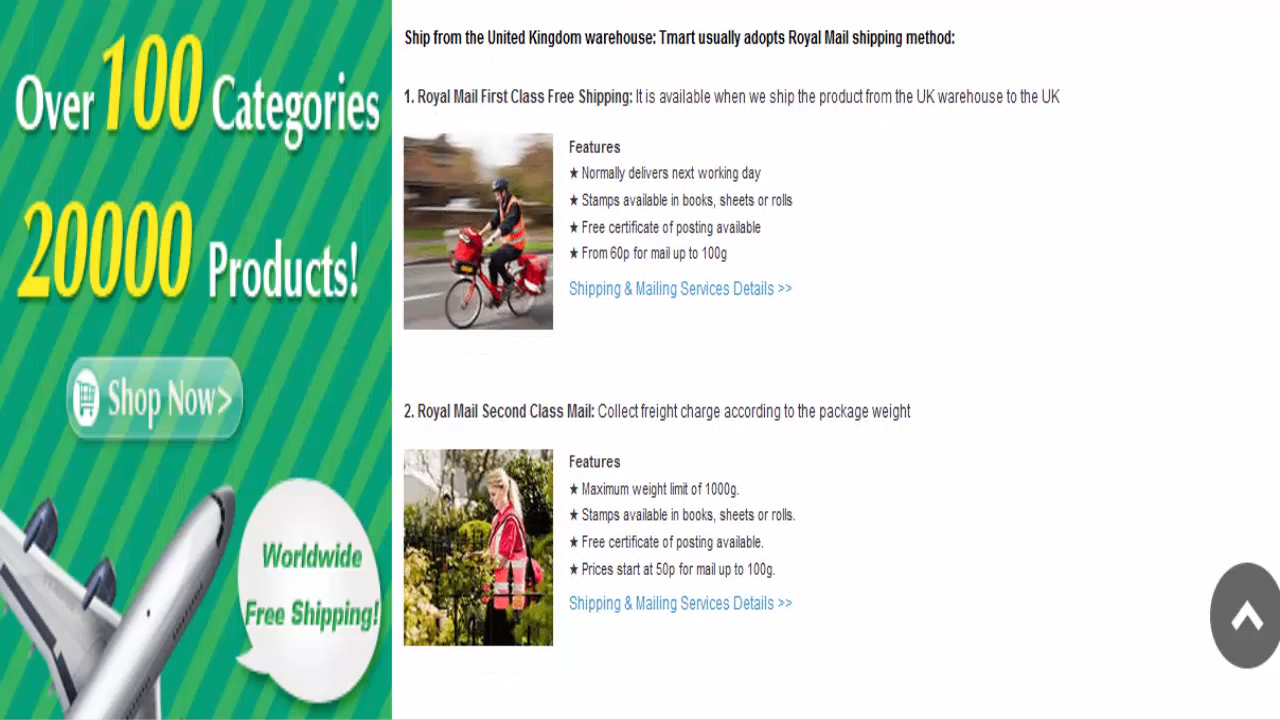 Over 100 Categories
20000 Products!
Shop Now>
Worldwide
Free Shipping!
Ship from the United Kingdom warehouse: Tmart usually adopts Royal Mail shipping method:
1. Royal Mail First Class Free Shipping: It is available when we ship the product from the UK warehouse to the UK
Features
★ Normally delivers next working day
★ Stamps available in books, sheets or rolls
★ Free certificate of posting available
★ From 60p for mail up to 100g
Shipping & Mailing Services Details >>
2. Royal Mail Second Class Mail: Collect freight charge according to the package weight
Features
★ Maximum weight limit of 1000g.
★ Stamps available in books, sheets or rolls.
★ Free certificate of posting available.
★ Prices start at 50p for mail up to 100g.
Shipping & Mailing Services Details >>